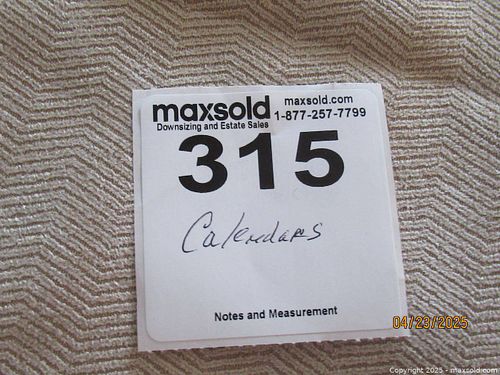 maxsold maxsold.com
Downsizing and Estate Sales 1-877-257-7799
315
Calendars
Notes and Measurement
04/23/2025
Copyright 2025 - maxsold.com